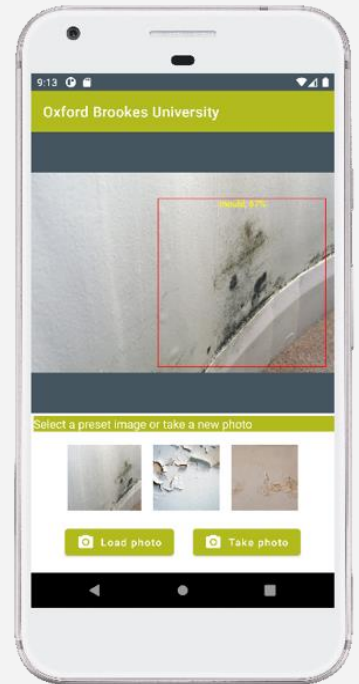 9:13
Oxford Brookes University
mould, 87%
Select a preset image or take a new photo
Load photo
Take photo